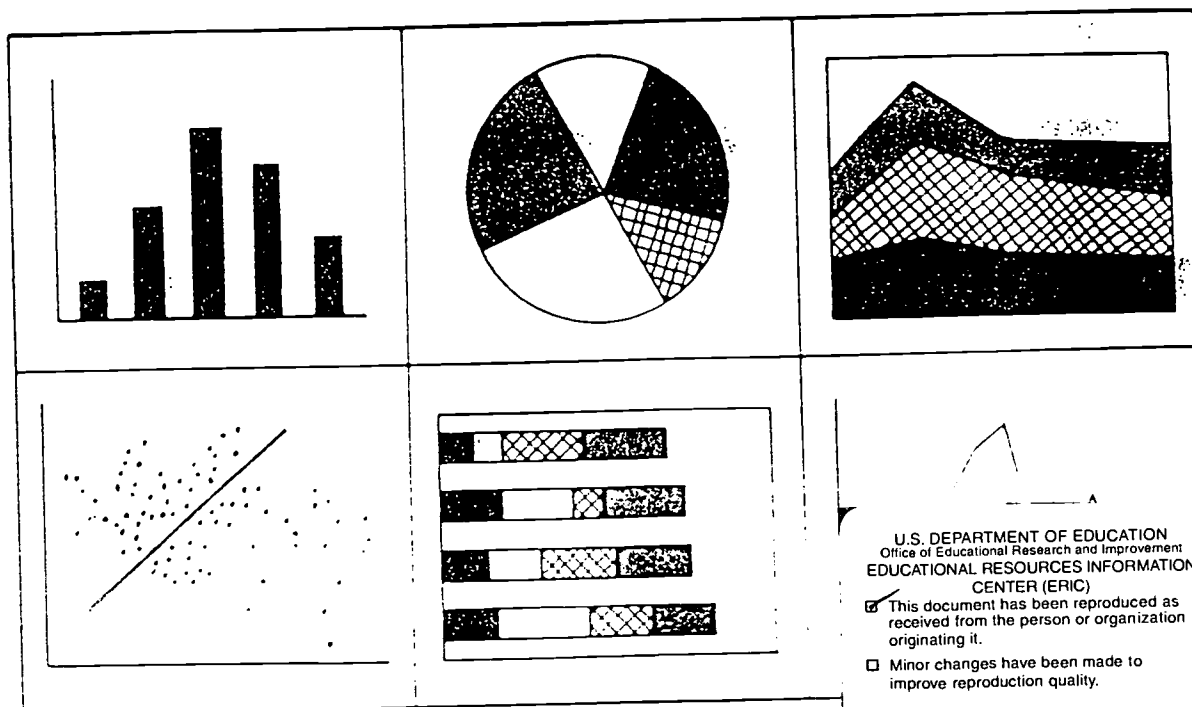 A
U.S. DEPARTMENT OF EDUCATION
Office of Educational Research and Improvement
EDUCATIONAL RESOURCES INFORMATION
CENTER (ERIC)
This document has been reproduced as
received from the person or organization
originating it.
Minor changes have been made to
improve reproduction quality.